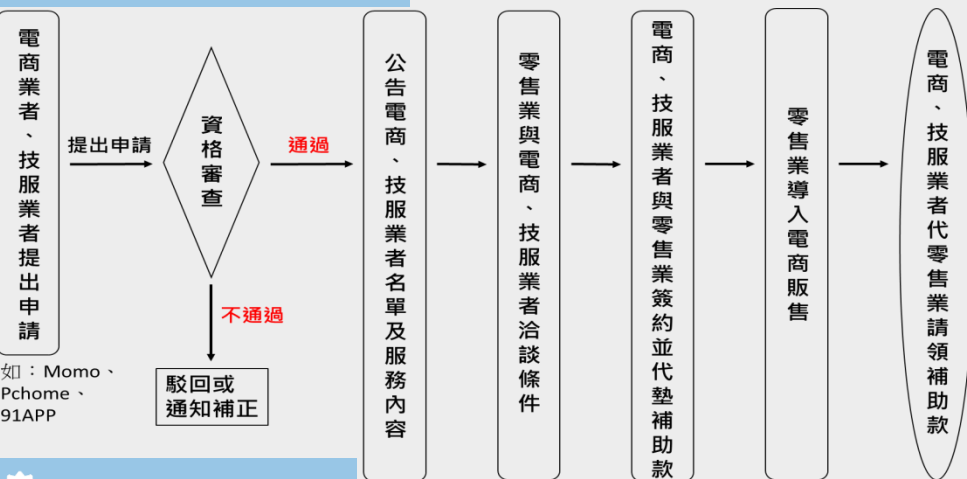 電商業者、技服業者提出申請
如：Momo、
Pchome、
91APP
提出申請
資格審查
通過
不通過
駁回或
通知補正
公告電商、技服業者名單及服務內容
零售業與電商、技服業者洽談條件
電商、技服業者與零售業簽約並代墊補助款
零售業導入電商販售
電商、技服業者代零售業請領補助款